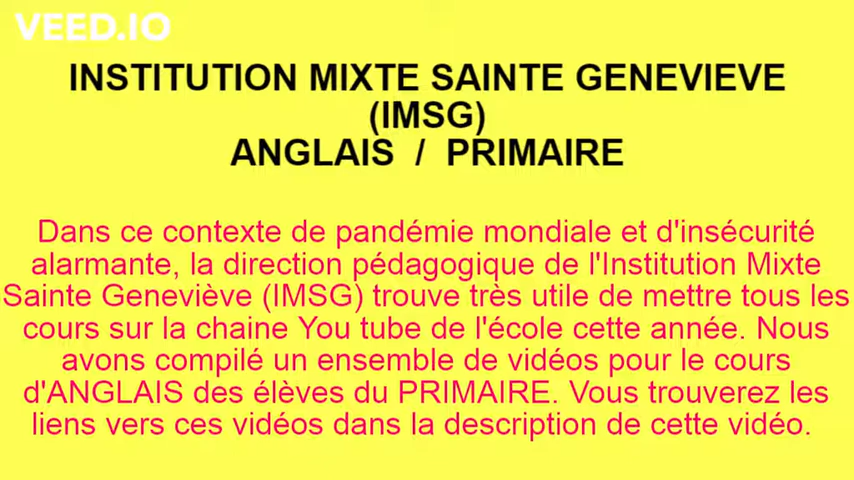 VEED.IO
INSTITUTION MIXTE SAINTE GENEVIEVE
(IMSG)
ANGLAIS / PRIMAIRE
Dans ce contexte de pandémie mondiale et d'insécurité
alarmante, la direction pédagogique de l'Institution Mixte
Sainte Geneviève (IMSG) trouve très utile de mettre tous les
cours sur la chaine You tube de l'école cette année. Nous
avons compilé un ensemble de vidéos pour le cours
d'ANGLAIS des élèves du PRIMAIRE. Vous trouverez les
liens vers ces vidéos dans la description de cette vidéo.